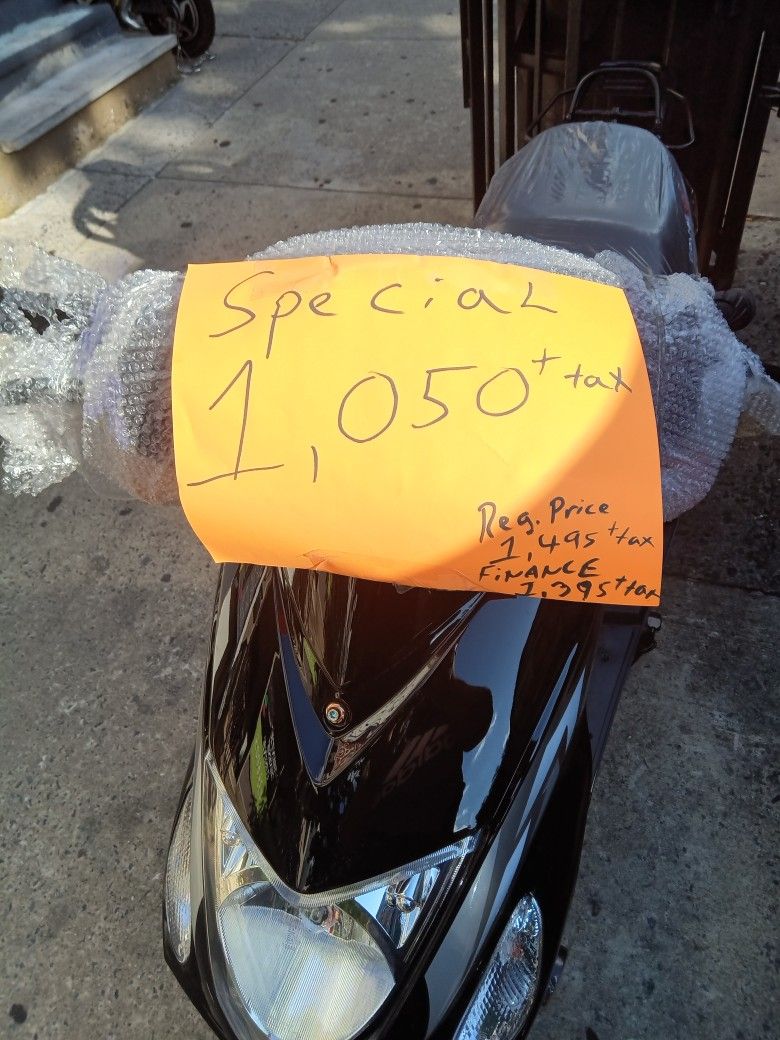 Special
1,050 + tax
Reg. Price
1,495 + tax
FiNANCE
1,395 + tax